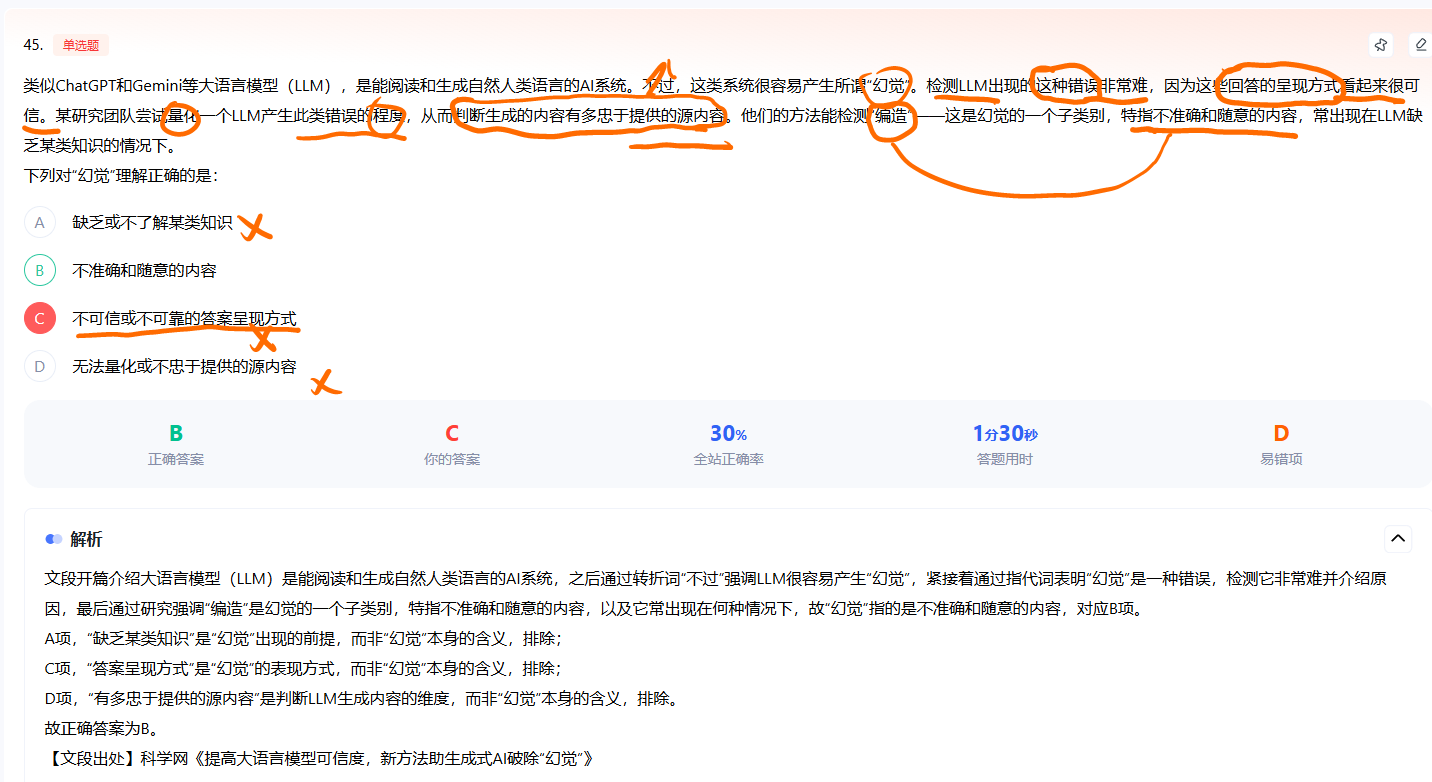 45. 单选题
类似ChatGPT和Gemini等大语言模型（LLM），是能阅读和生成自然人类语言的AI系统。不过，这类系统很容易产生所谓“幻觉”。检测LLM出现的这种错误非常难，因为这些回答的呈现方式看起来很可
信。某研究团队尝试量化一个LLM产生此类错误的程度，从而判断生成的内容有多忠于提供的源内容。他们的方法能检测“编造”——这是幻觉的一个子类别，特指不准确和随意的内容，常出现在LLM缺
乏某类知识的情况下。
下列对“幻觉”理解正确的是：
A 缺乏或不了解某类知识
B 不准确和随意的内容
C 不可信或不可靠的答案呈现方式
D 无法量化或不忠于提供的源内容
B C 30% 1分30秒 D
正确答案 你的答案 全站正确率 答题用时 易错项
解析
文段开篇介绍大语言模型（LLM）是能阅读和生成自然人类语言的AI系统，之后通过转折词“不过”强调LLM很容易产生“幻觉”，紧接着通过指代词表明“幻觉”是一种错误，检测它非常难并介绍原
因，最后通过研究强调“编造”是幻觉的一个子类别，特指不准确和随意的内容，以及它常出现在何种情况下，故“幻觉”指的是不准确和随意的内容，对应B项。
A项，“缺乏某类知识”是“幻觉”出现的前提，而非“幻觉”本身的含义，排除；
C项，“答案呈现方式”是“幻觉”的表现方式，而非“幻觉”本身的含义，排除；
D项，“有多忠于提供的源内容”是判断LLM生成内容的维度，而非“幻觉”本身的含义，排除。
故正确答案为B。
【文段出处】科学网《提高大语言模型可信度，新方法助生成式AI破除“幻觉”》